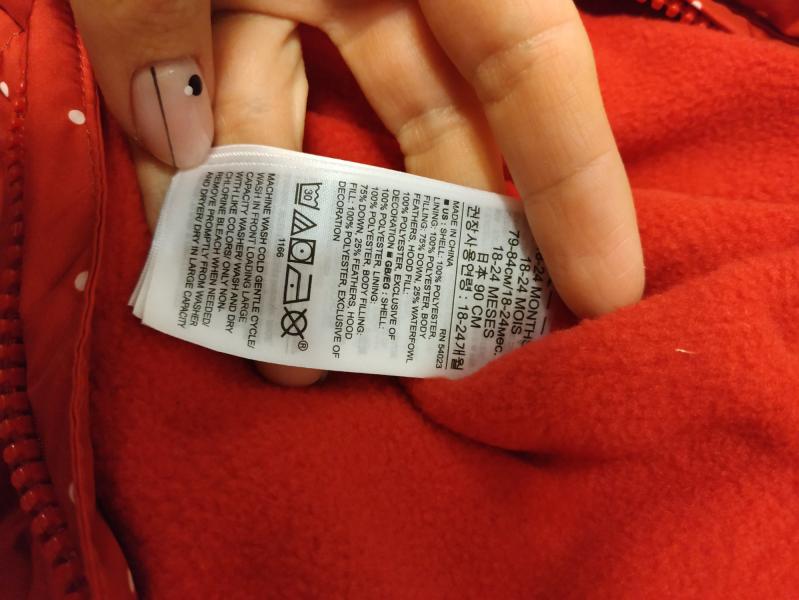 18-24 MONTHS
18-24 MOIS
79-84см/18-24мес.
18-24 MESES
日本 90 CM
권장사용연령 : 18-24개월
MADE IN CHINA RN 54023
■ US : SHELL: 100% POLYESTER,
LINING: 100% POLYESTER, BODY
FILLING: 75% DOWN, 25% WATERFOWL
FEATHERS, HOOD FILL:
100% POLYESTER, EXCLUSIVE OF
DECORATION ■ GB/EG : SHELL:
100% POLYESTER, LINING:
100% POLYESTER, BODY FILLING:
75% DOWN, 25% FEATHERS, HOOD
FILL: 100% POLYESTER, EXCLUSIVE OF
DECORATION
30
®
1166
MACHINE WASH COLD GENTLE CYCLE/
WASH IN FRONT-LOADING LARGE
CAPACITY WASHER/ WASH AND DRY
WITH LIKE COLORS/ ONLY NON-
CHLORINE BLEACH WHEN NEEDED/
REMOVE PROMPTLY FROM WASHER
AND DRYER/ DRY IN LARGE CAPACITY